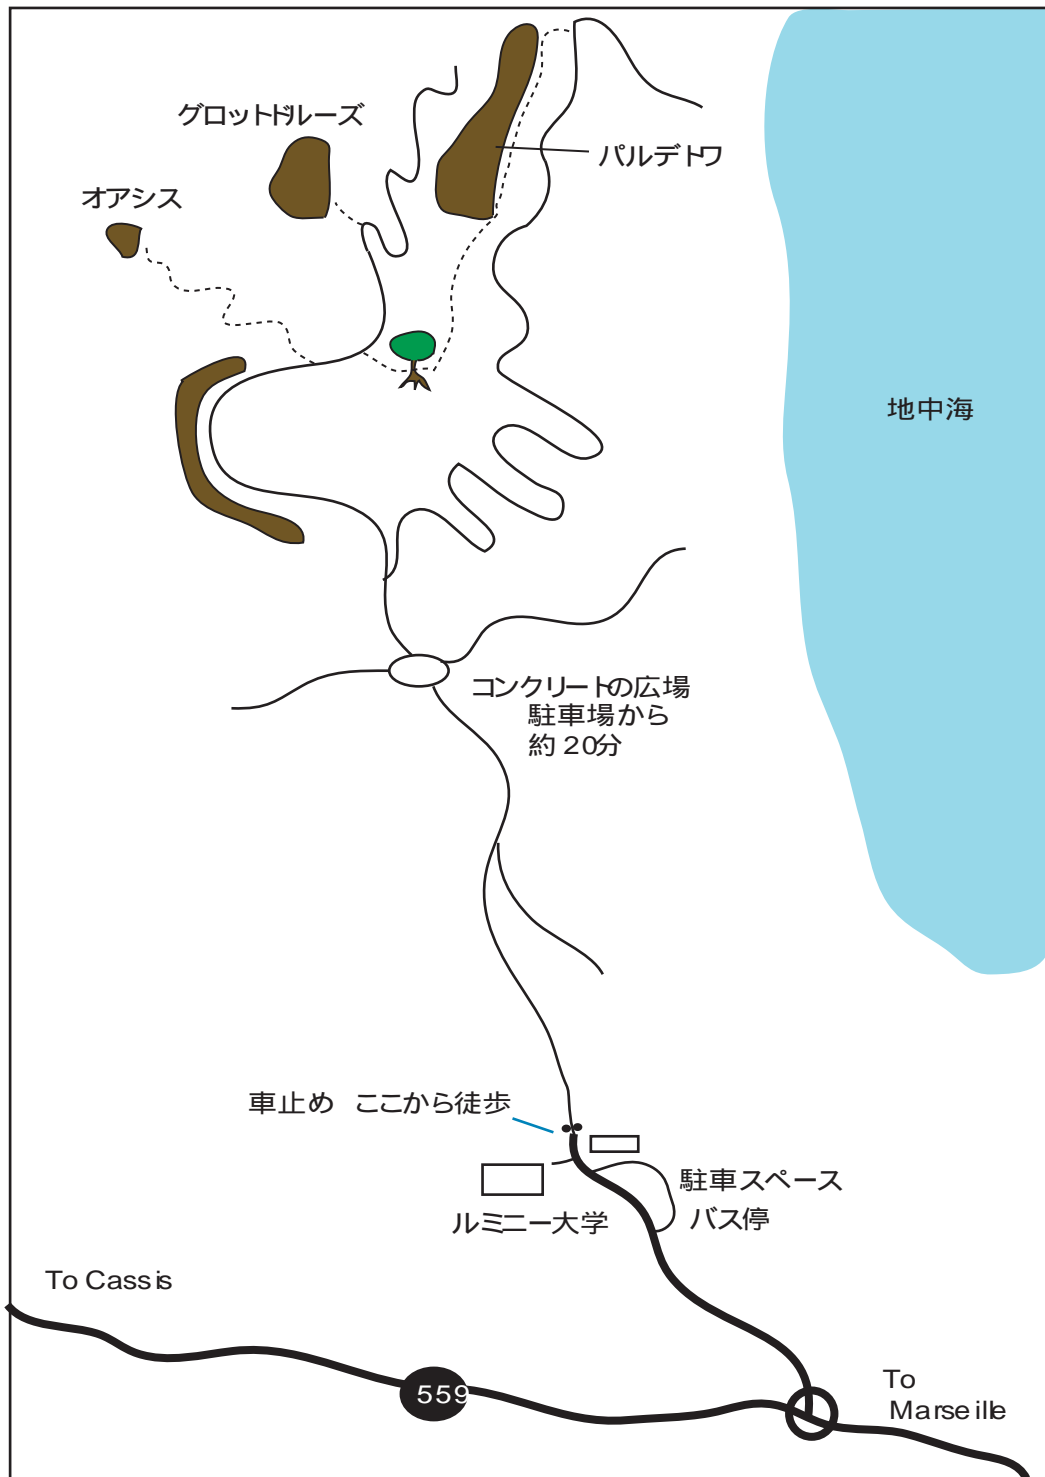 グロットドルーズ
パルデトワ
オアシス
地中海
コンクリートの広場
駐車場から
約20分
車止め　ここから徒歩
駐車スペース
バス停
ルミニー大学
To Cassis
559
To
Marseille